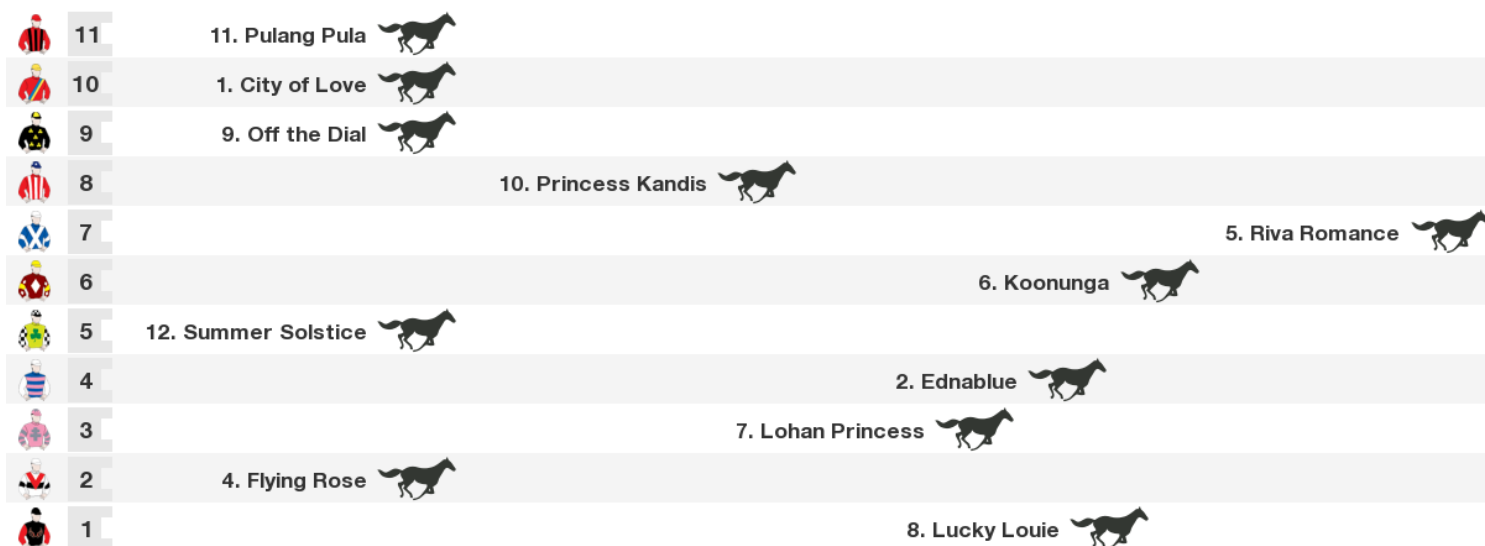 11 11. Pulang Pula
10 1. City of Love
9 9. Off the Dial
8 10. Princess Kandis
7 5. Riva Romance
6 6. Koonunga
5 12. Summer Solstice
4 2. Ednablue
3 7. Lohan Princess
2 4. Flying Rose
1 8. Lucky Louie